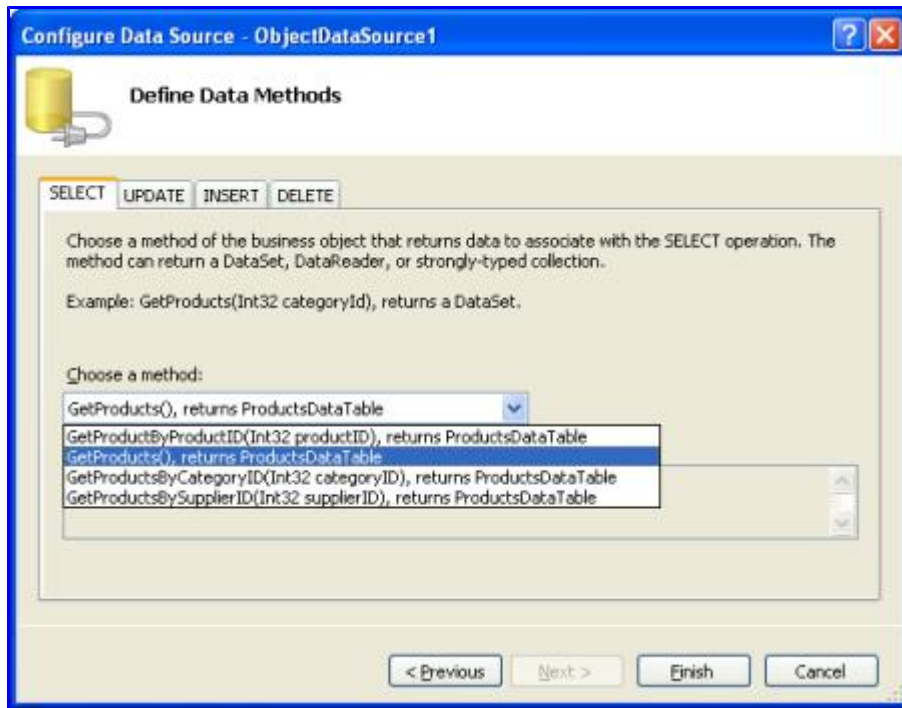 Configure Data Source - ObjectDataSource1
Define Data Methods
SELECT UPDATE INSERT DELETE
Choose a method of the business object that returns data to associate with the SELECT operation. The
method can return a DataSet, DataReader, or strongly-typed collection.
Example: GetProducts(Int32 categoryId), returns a DataSet.
Choose a method:
GetProducts(), returns ProductsDataTable
GetProductByProductID(Int32 productID), returns ProductsDataTable
GetProducts(), returns ProductsDataTable
GetProductsByCategoryID(Int32 categoryID), returns ProductsDataTable
GetProductsBySupplierID(Int32 supplierID), returns ProductsDataTable
< Previous Next > Finish Cancel